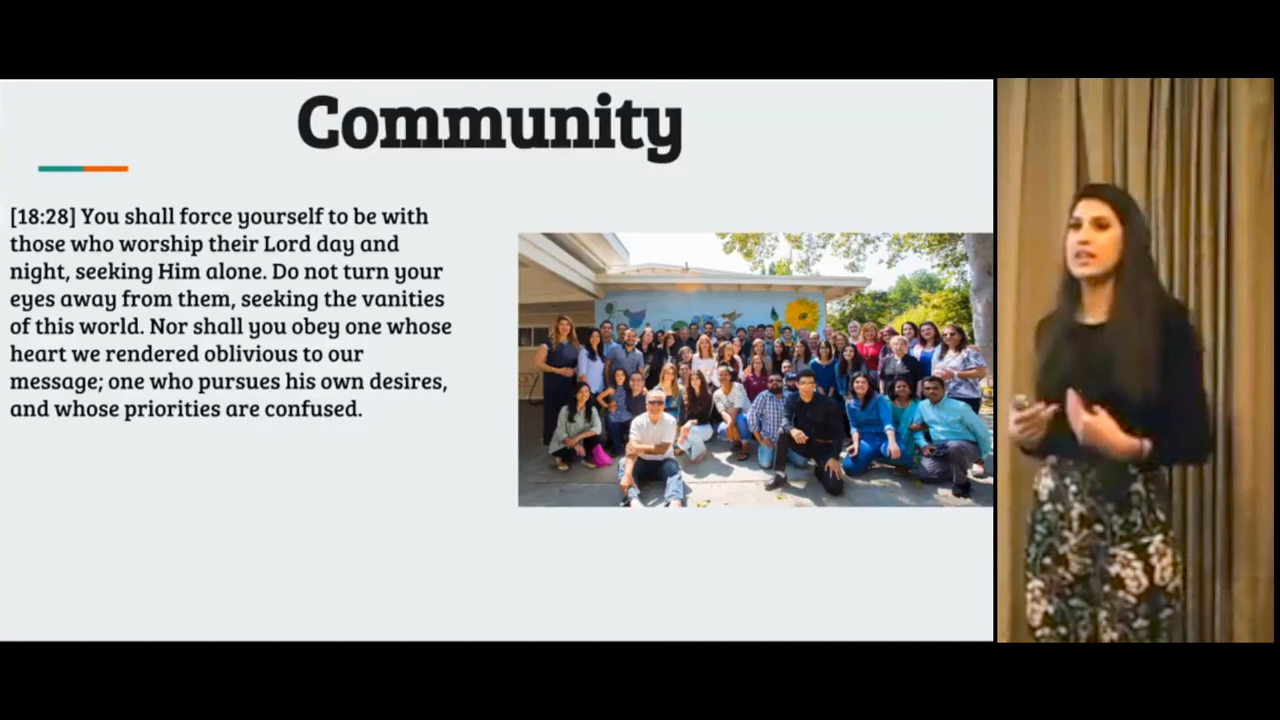 Community
[18:28] You shall force yourself to be with
those who worship their Lord day and
night, seeking Him alone. Do not turn your
eyes away from them, seeking the vanities
of this world. Nor shall you obey one whose
heart we rendered oblivious to our
message; one who pursues his own desires,
and whose priorities are confused.